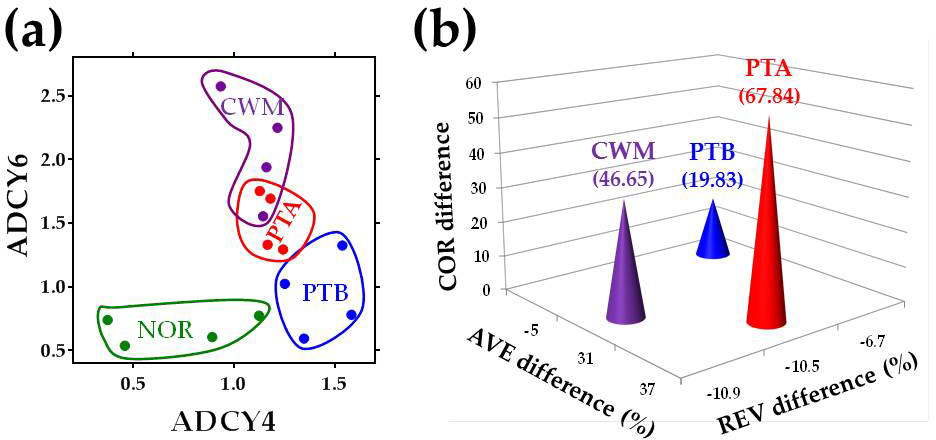 (a)
2.5
2.0
1.5
1.0
0.5
0.5
1.0
1.5
ADCY6
ADCY4
CWM
PTA
PTB
NOR
(b)
60
50
40
30
20
10
0
COR difference
CWM
(46.65)
PTB
(19.83)
PTA
(67.84)
-5
31
37
AVE difference (%)
-10.9
-10.5
-6.7
REV difference (%)